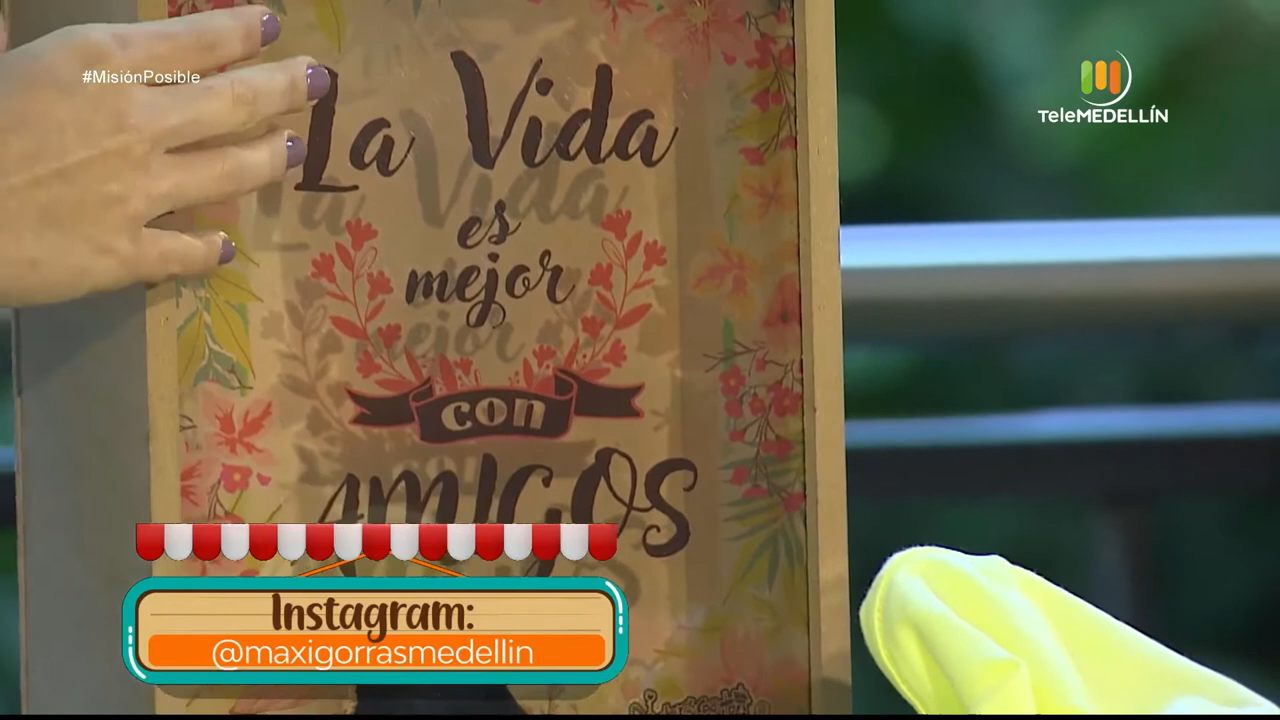 #MisiónPosible
TeleMEDELLÍN
La Vida
es
mejor
con
AMIGOS
Instagram:
@maxigorrasmedellin